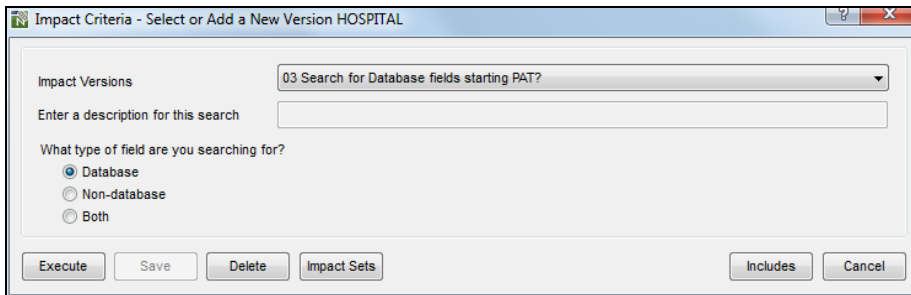 Impact Criteria - Select or Add a New Version HOSPITAL
? X
Impact Versions 03 Search for Database fields starting PAT?
Enter a description for this search
What type of field are you searching for?
Database
Non-database
Both
Execute Save Delete Impact Sets Includes Cancel